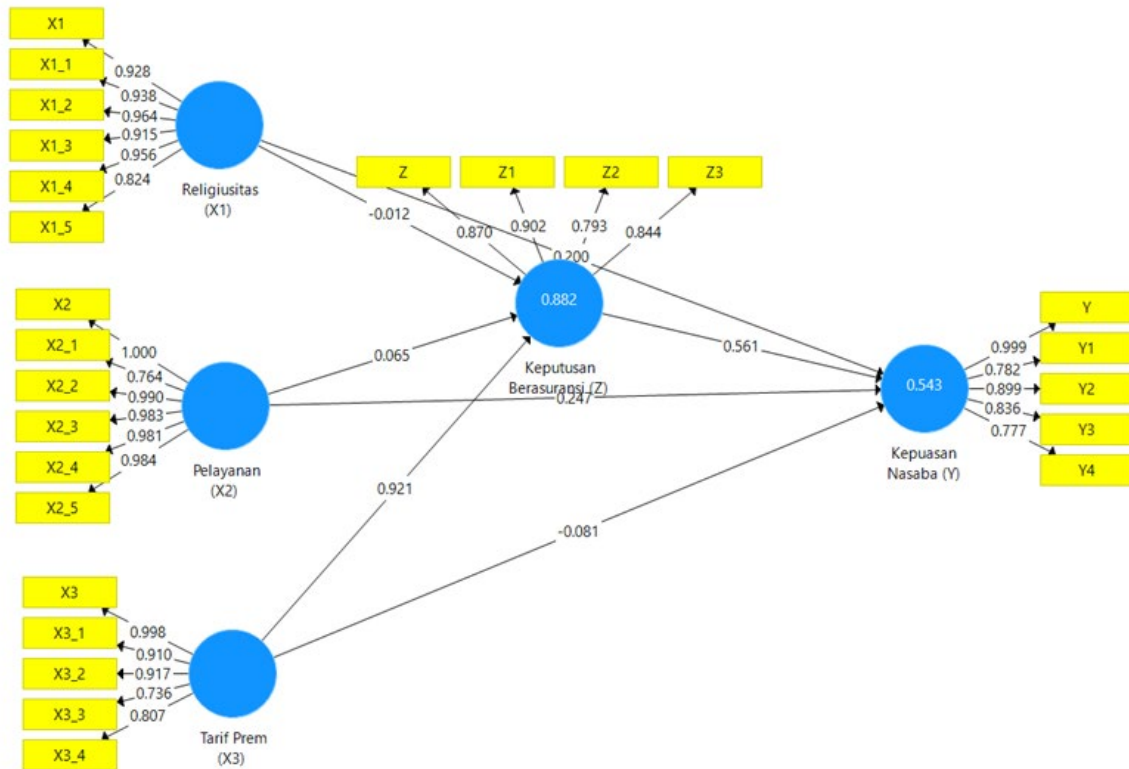 X1
X1_1
X1_2
X1_3
X1_4
X1_5
0.928
0.938
0.964
0.915
0.956
0.824
Religiusitas
(X1)
Z
Z1
Z2
Z3
0.870
0.902
0.793
0.844
-0.012
0.200
0.882
Keputusan
Berasuransi (Z)
X2
X2_1
X2_2
X2_3
X2_4
X2_5
1.000
0.764
0.990
0.983
0.981
0.984
Pelayanan
(X2)
0.065
0.247
0.561
0.543
Kepuasan
Nasaba (Y)
0.999
0.782
0.899
0.836
0.777
Y
Y1
Y2
Y3
Y4
0.921
-0.081
X3
X3_1
X3_2
X3_3
X3_4
0.998
0.910
0.917
0.736
0.807
Tarif Prem
(X3)